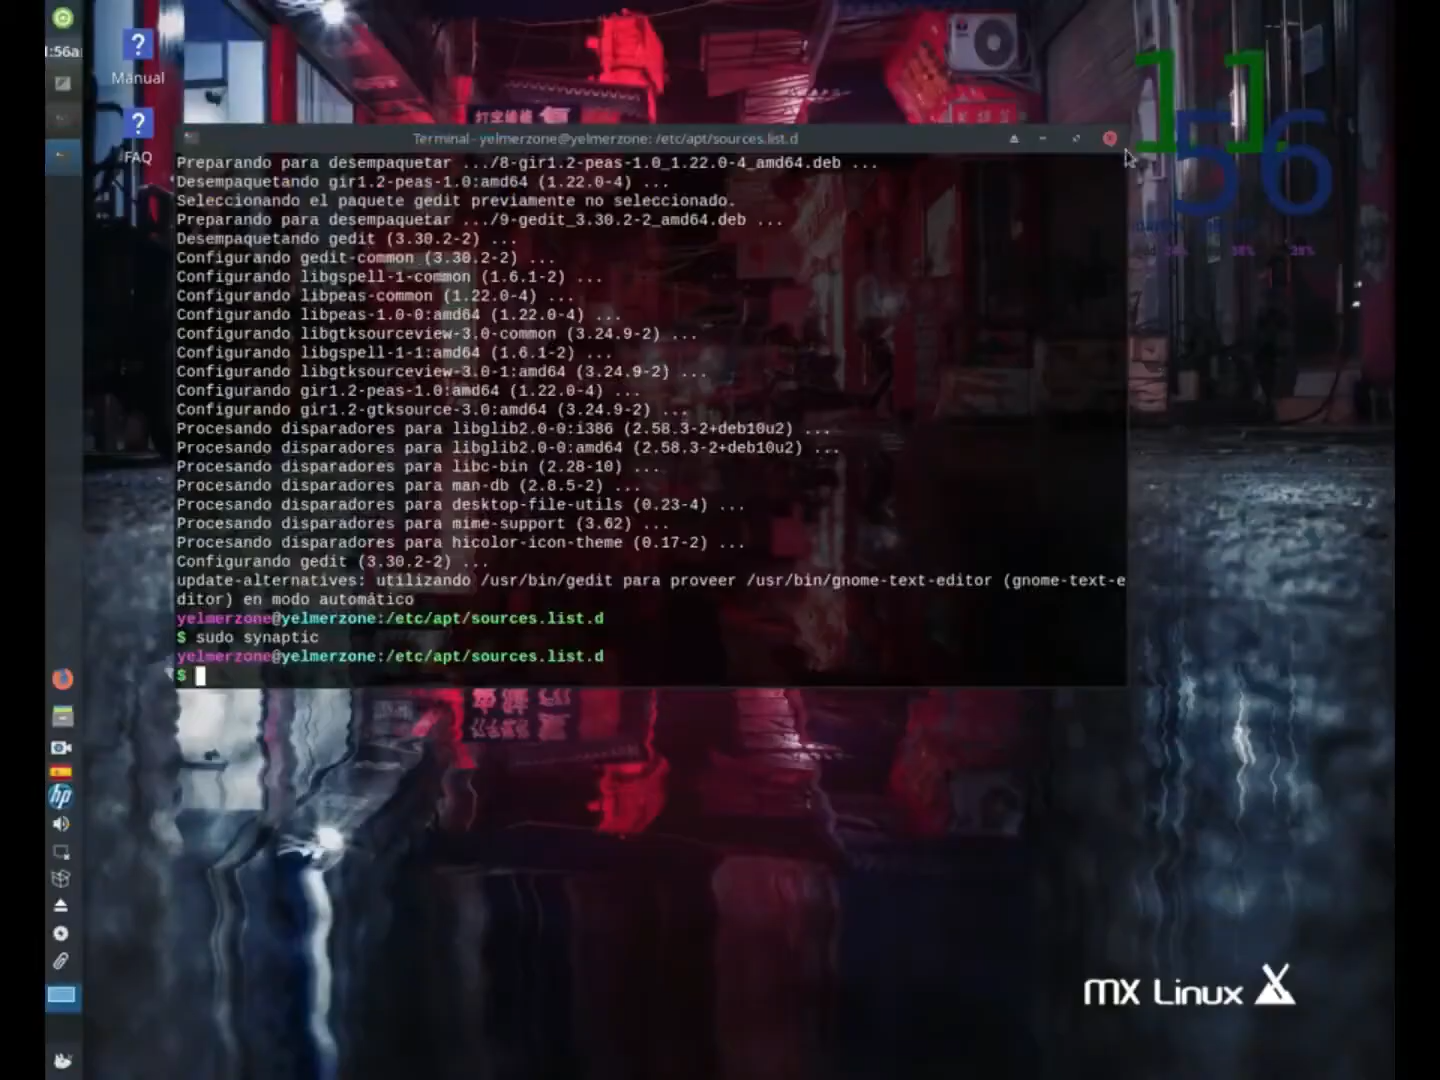 1:56a
Manual
FAQ
11
56
38%
28%
打字維修
Terminal - yelmerzone@yelmerzone: /etc/apt/sources.list.d
Preparando para desempaquetar .../8-gir1.2-peas-1.0_1.22.0-4_amd64.deb ...
Desempaquetando gir1.2-peas-1.0:amd64 (1.22.0-4) ...
Seleccionando el paquete gedit previamente no seleccionado.
Preparando para desempaquetar .../9-gedit_3.30.2-2_amd64.deb ...
Desempaquetando gedit (3.30.2-2) ...
Configurando gedit-common (3.30.2-2) ...
Configurando libgspell-1-common (1.6.1-2) ...
Configurando libpeas-common (1.22.0-4) ...
Configurando libpeas-1.0-0:amd64 (1.22.0-4) ...
Configurando libgtksourceview-3.0-common (3.24.9-2) ...
Configurando libgspell-1-1:amd64 (1.6.1-2) ...
Configurando libgtksourceview-3.0-1:amd64 (3.24.9-2) ...
Configurando gir1.2-peas-1.0:amd64 (1.22.0-4) ...
Configurando gir1.2-gtksource-3.0:amd64 (3.24.9-2) ...
Procesando disparadores para libglib2.0-0:i386 (2.58.3-2+deb10u2) ...
Procesando disparadores para libglib2.0-0:amd64 (2.58.3-2+deb10u2) ...
Procesando disparadores para libc-bin (2.28-10) ...
Procesando disparadores para man-db (2.8.5-2) ...
Procesando disparadores para desktop-file-utils (0.23-4) ...
Procesando disparadores para mime-support (3.62) ...
Procesando disparadores para hicolor-icon-theme (0.17-2) ...
Configurando gedit (3.30.2-2) ...
update-alternatives: utilizando /usr/bin/gedit para proveer /usr/bin/gnome-text-editor (gnome-text-e
ditor) en modo automático
yelmerzone@yelmerzone:/etc/apt/sources.list.d
$ sudo synaptic
yelmerzone@yelmerzone:/etc/apt/sources.list.d
$
hp
MX Linux